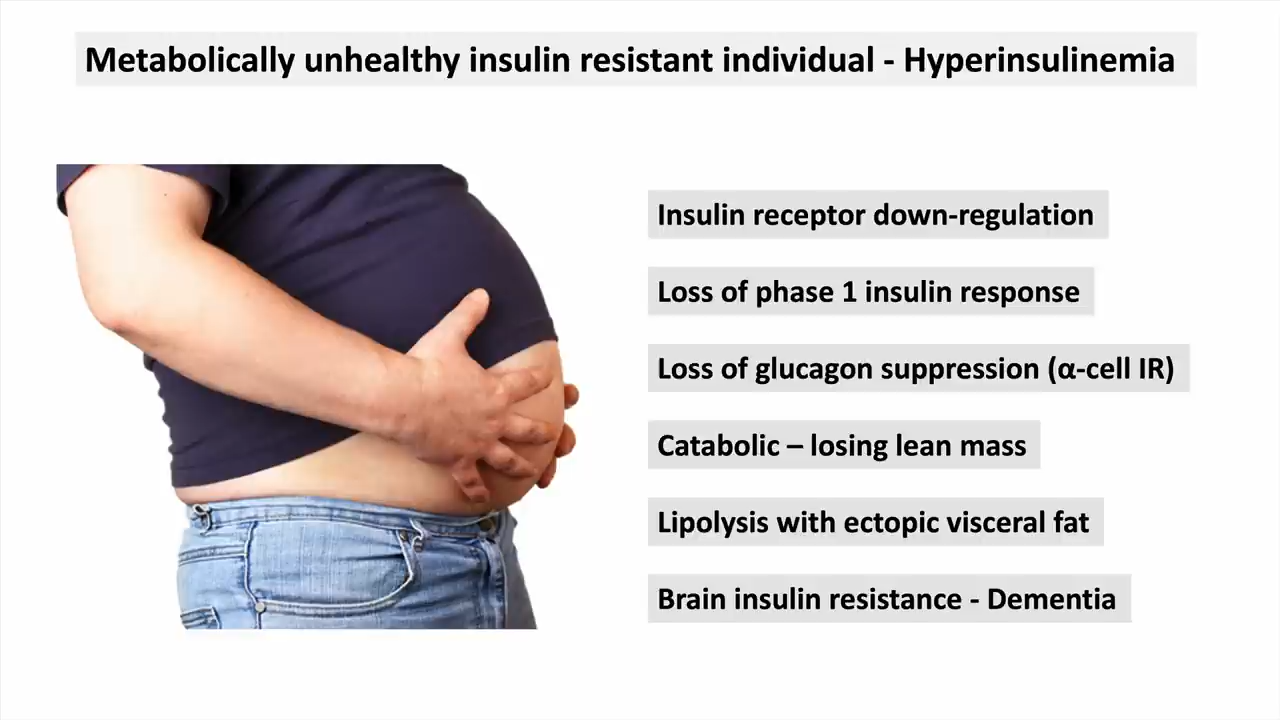 Metabolically unhealthy insulin resistant individual - Hyperinsulinemia
Insulin receptor down-regulation
Loss of phase 1 insulin response
Loss of glucagon suppression (α-cell IR)
Catabolic – losing lean mass
Lipolysis with ectopic visceral fat
Brain insulin resistance - Dementia